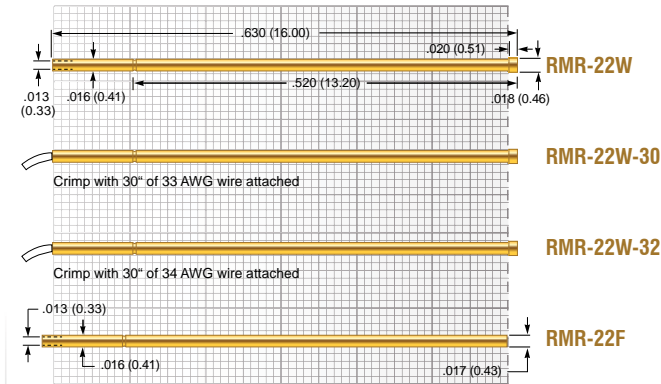 .630 (16.00)
.020 (0.51)
RMR-22W
.013
(0.33)
.016 (0.41)
.520 (13.20)
.018 (0.46)
RMR-22W-30
Crimp with 30“ of 33 AWG wire attached
RMR-22W-32
Crimp with 30“ of 34 AWG wire attached
.013 (0.33)
RMR-22F
.016 (0.41)
.017 (0.43)